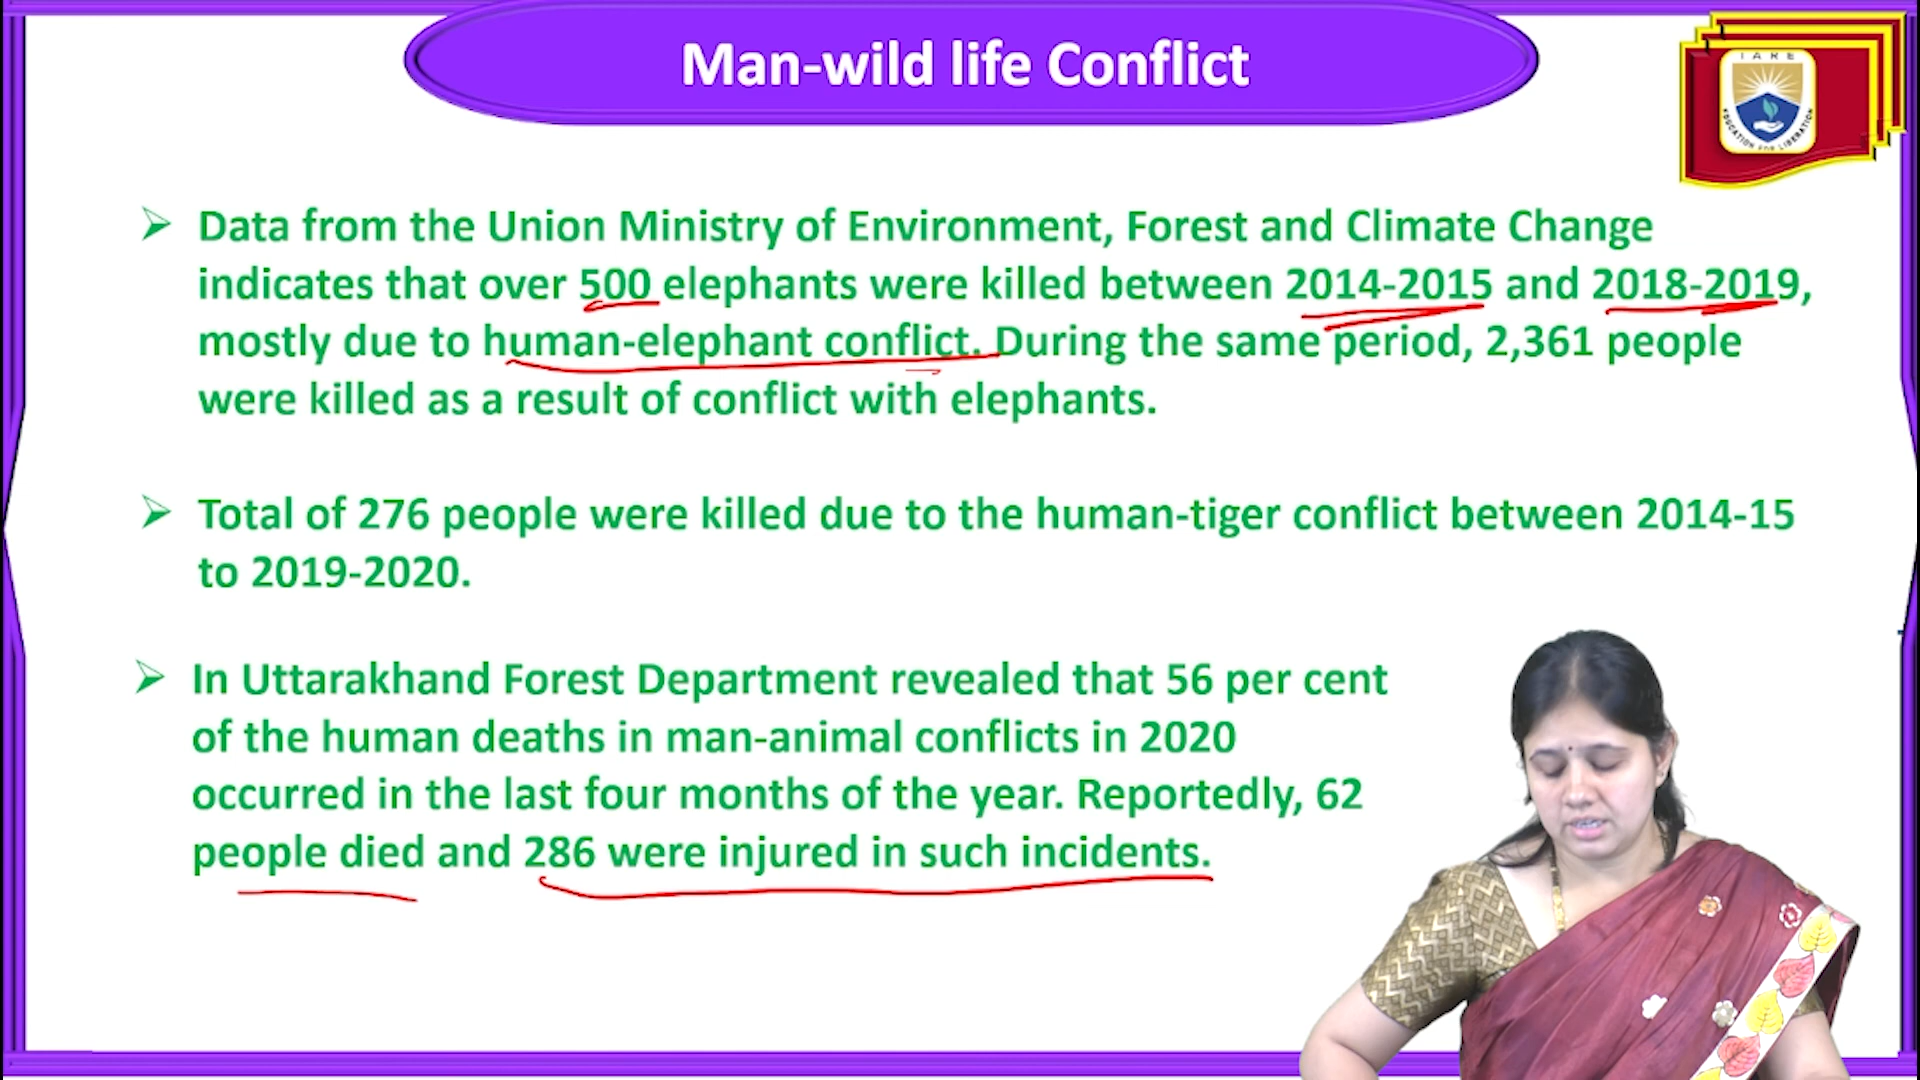 Man-wild life Conflict
IARE
EDUCATION FOR LIBERATION
Data from the Union Ministry of Environment, Forest and Climate Change
indicates that over 500 elephants were killed between 2014-2015 and 2018-2019,
mostly due to human-elephant conflict. During the same period, 2,361 people
were killed as a result of conflict with elephants.
Total of 276 people were killed due to the human-tiger conflict between 2014-15
to 2019-2020.
In Uttarakhand Forest Department revealed that 56 per cent
of the human deaths in man-animal conflicts in 2020
occurred in the last four months of the year. Reportedly, 62
people died and 286 were injured in such incidents.